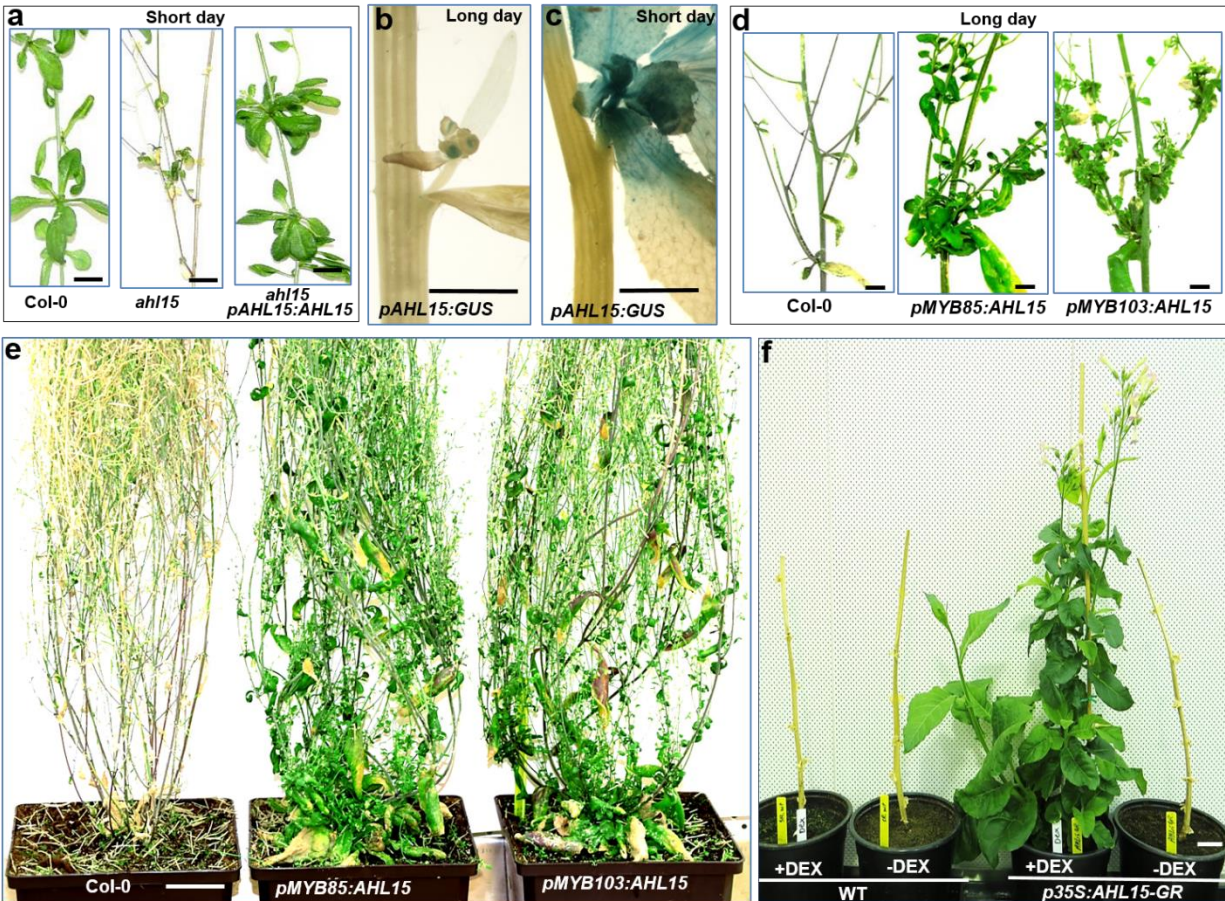 a
Short day
Col-0
ahl15
ahl15
pAHL15:AHL15
b
Long day
pAHL15:GUS
c
Short day
pAHL15:GUS
d
Long day
Col-0
pMYB85:AHL15
pMYB103:AHL15
e
Col-0
pMYB85:AHL15
pMYB103:AHL15
f
DEX
DEX
+DEX
-DEX
+DEX
-DEX
WT
p35S:AHL15-GR